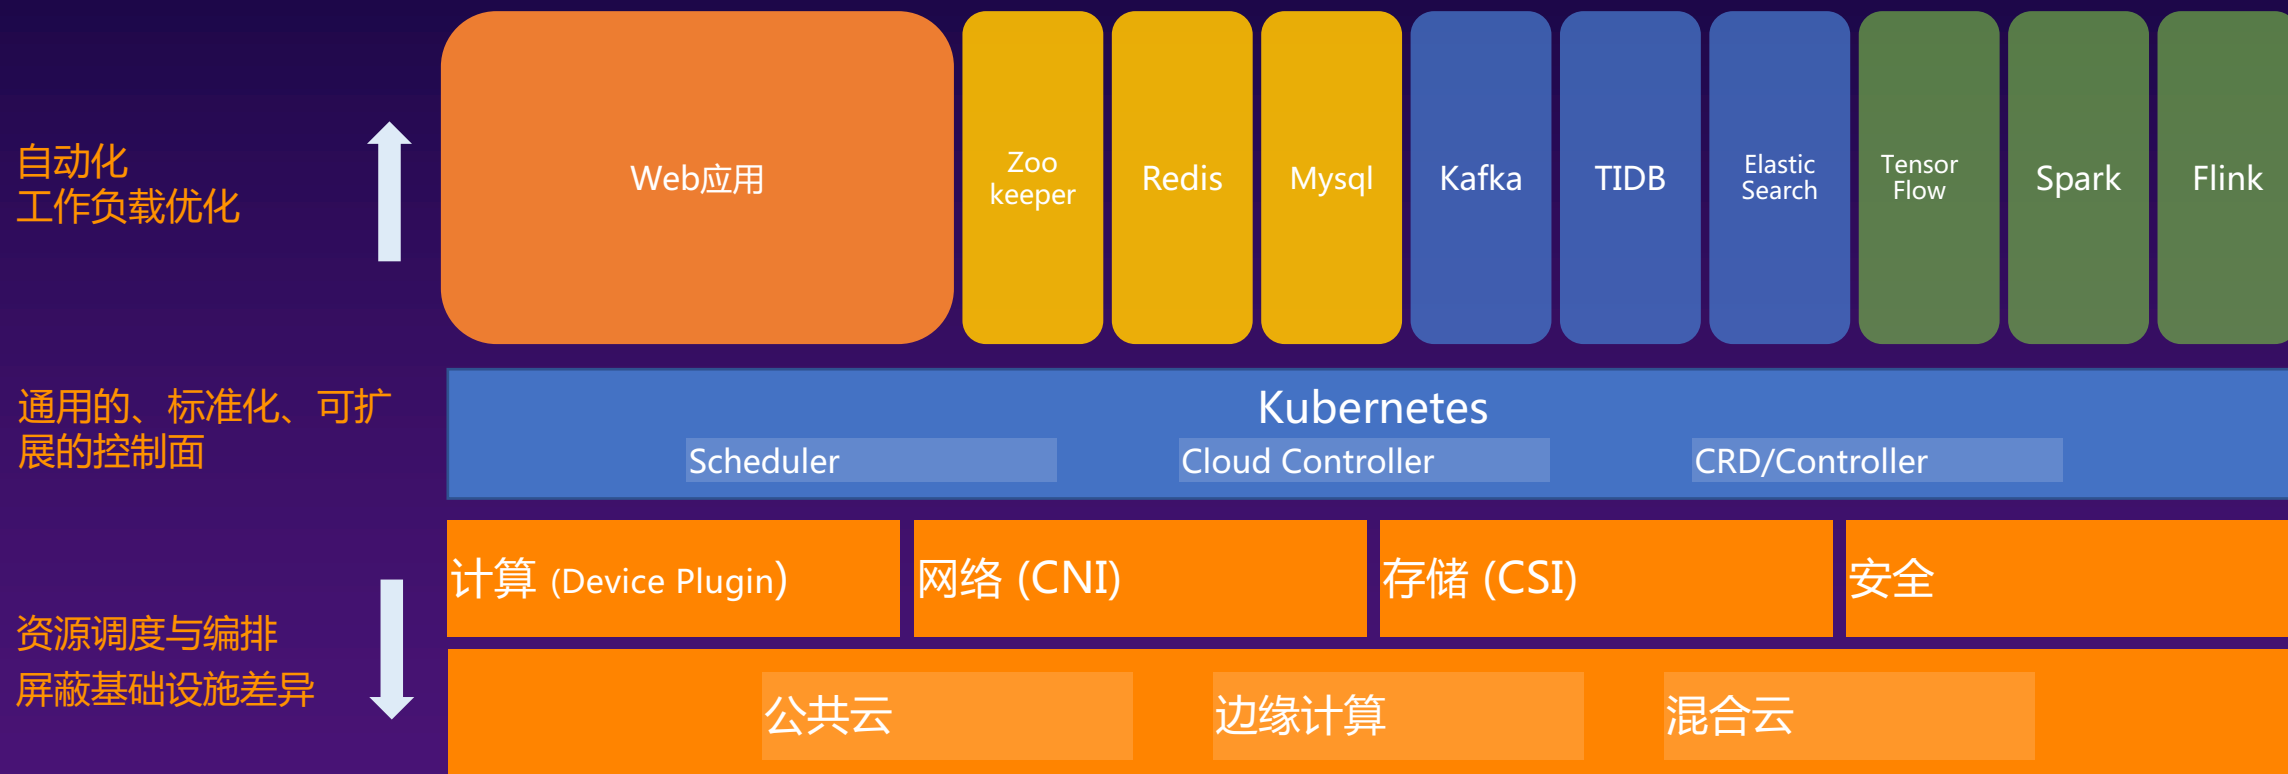 自动化
工作负载优化
Web应用
Zoo
keeper
Redis
Mysql
Kafka
TIDB
Elastic
Search
Tensor
Flow
Spark
Flink
通用的、标准化、可扩
展的控制面
Kubernetes
Scheduler
Cloud Controller
CRD/Controller
计算 (Device Plugin)
网络 (CNI)
存储 (CSI)
安全
资源调度与编排
屏蔽基础设施差异
公共云
边缘计算
混合云